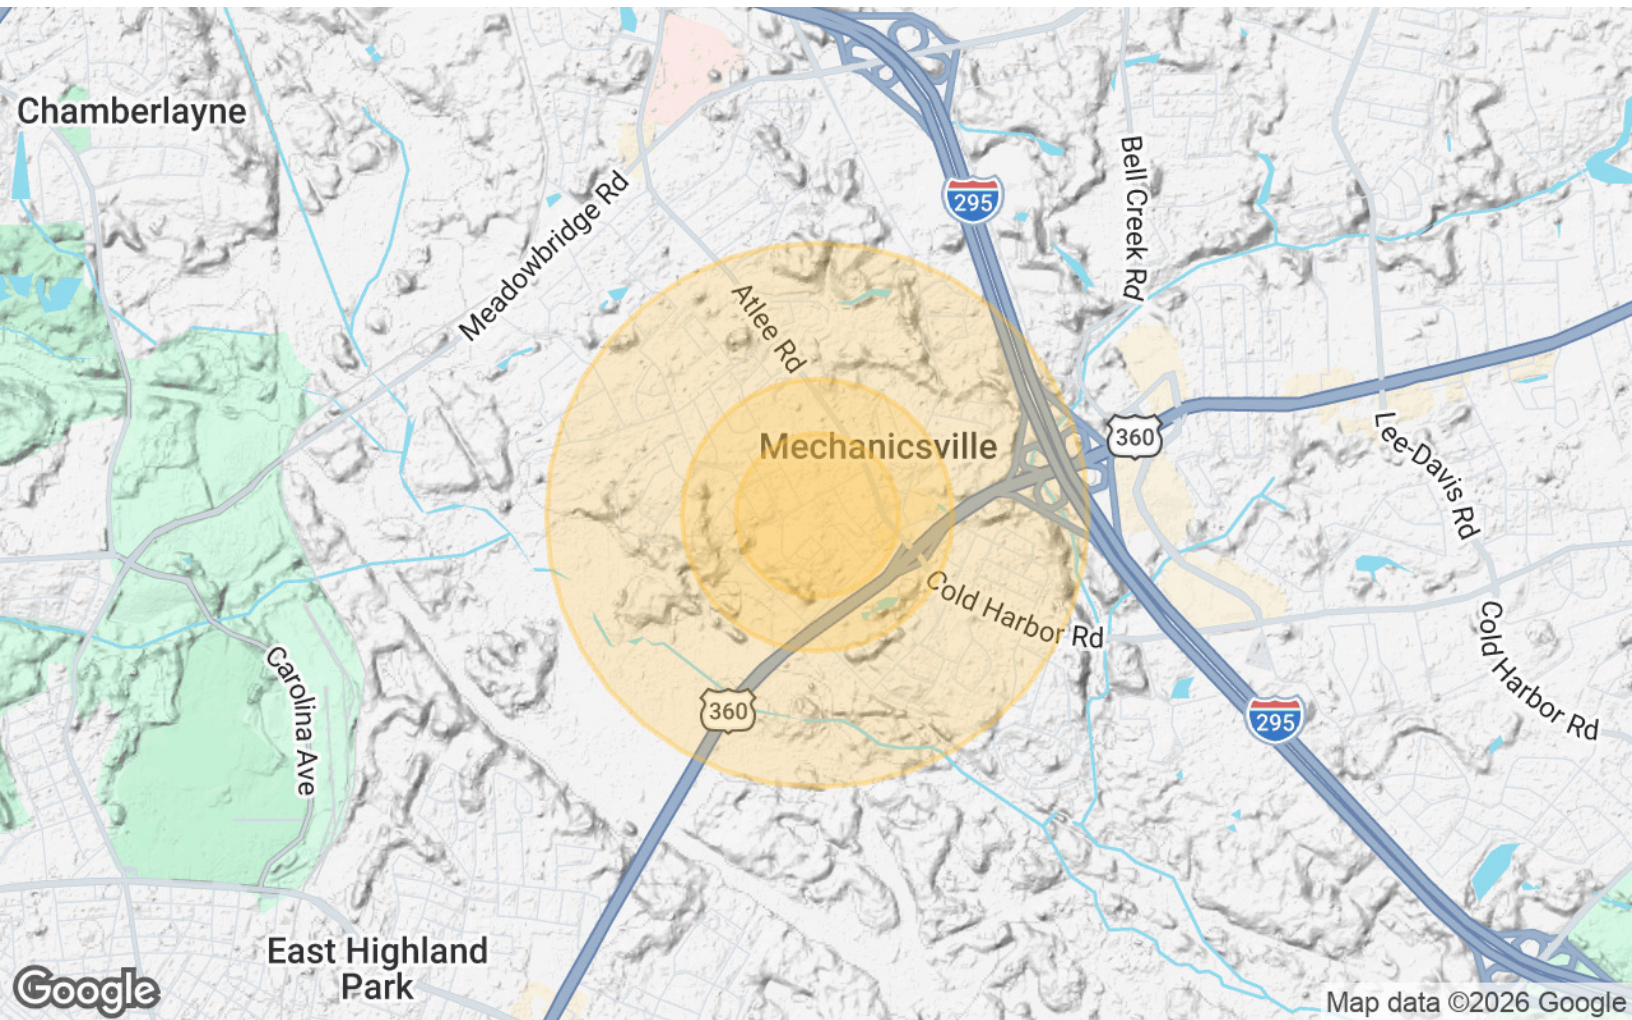 Chamberlayne
Meadowbridge Rd
Bell Creek Rd
295
Atlee Rd
Mechanicsville
360
Lee-Davis Rd
Cold Harbor Rd
Cold Harbor Rd
Carolina Ave
360
295
East Highland
Park
Google
Map data ©2026 Google